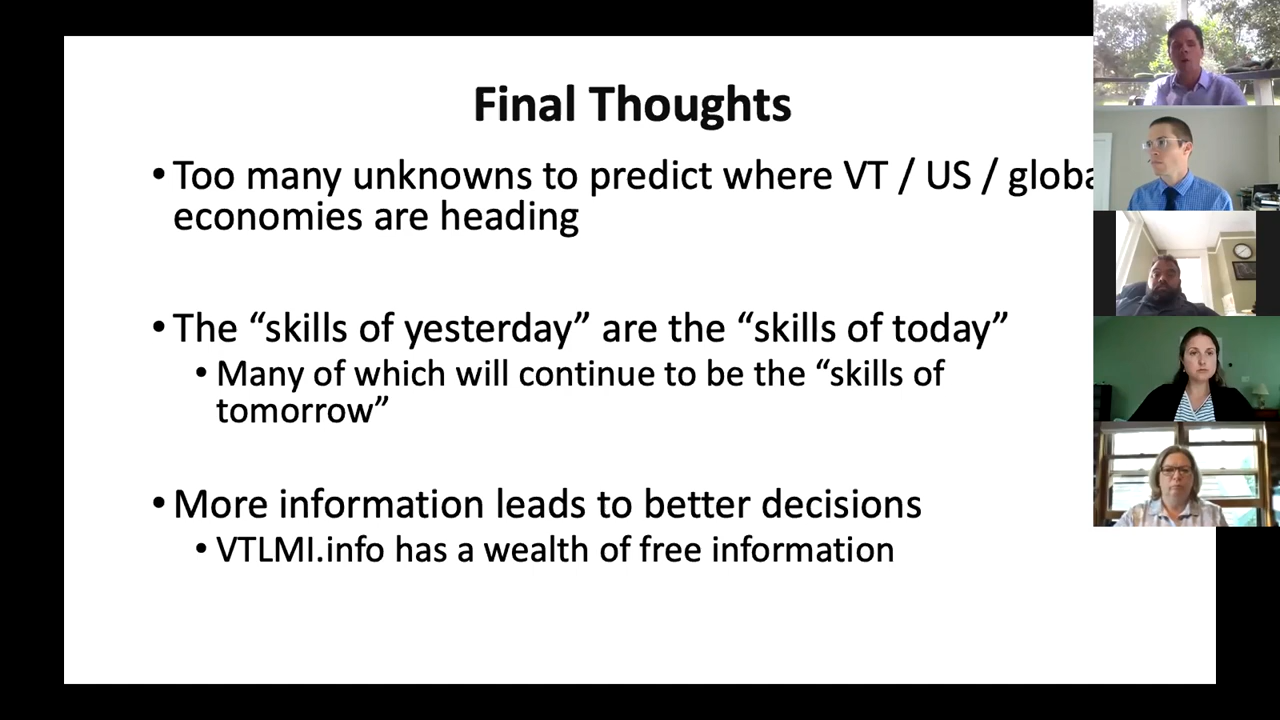 Final Thoughts
• Too many unknowns to predict where VT / US /
economies are heading
• The “skills of yesterday” are the “skills of today”
• Many of which will continue to be the “skills of
tomorrow”
• More information leads to better decisions
• VTLMI.info has a wealth of free information